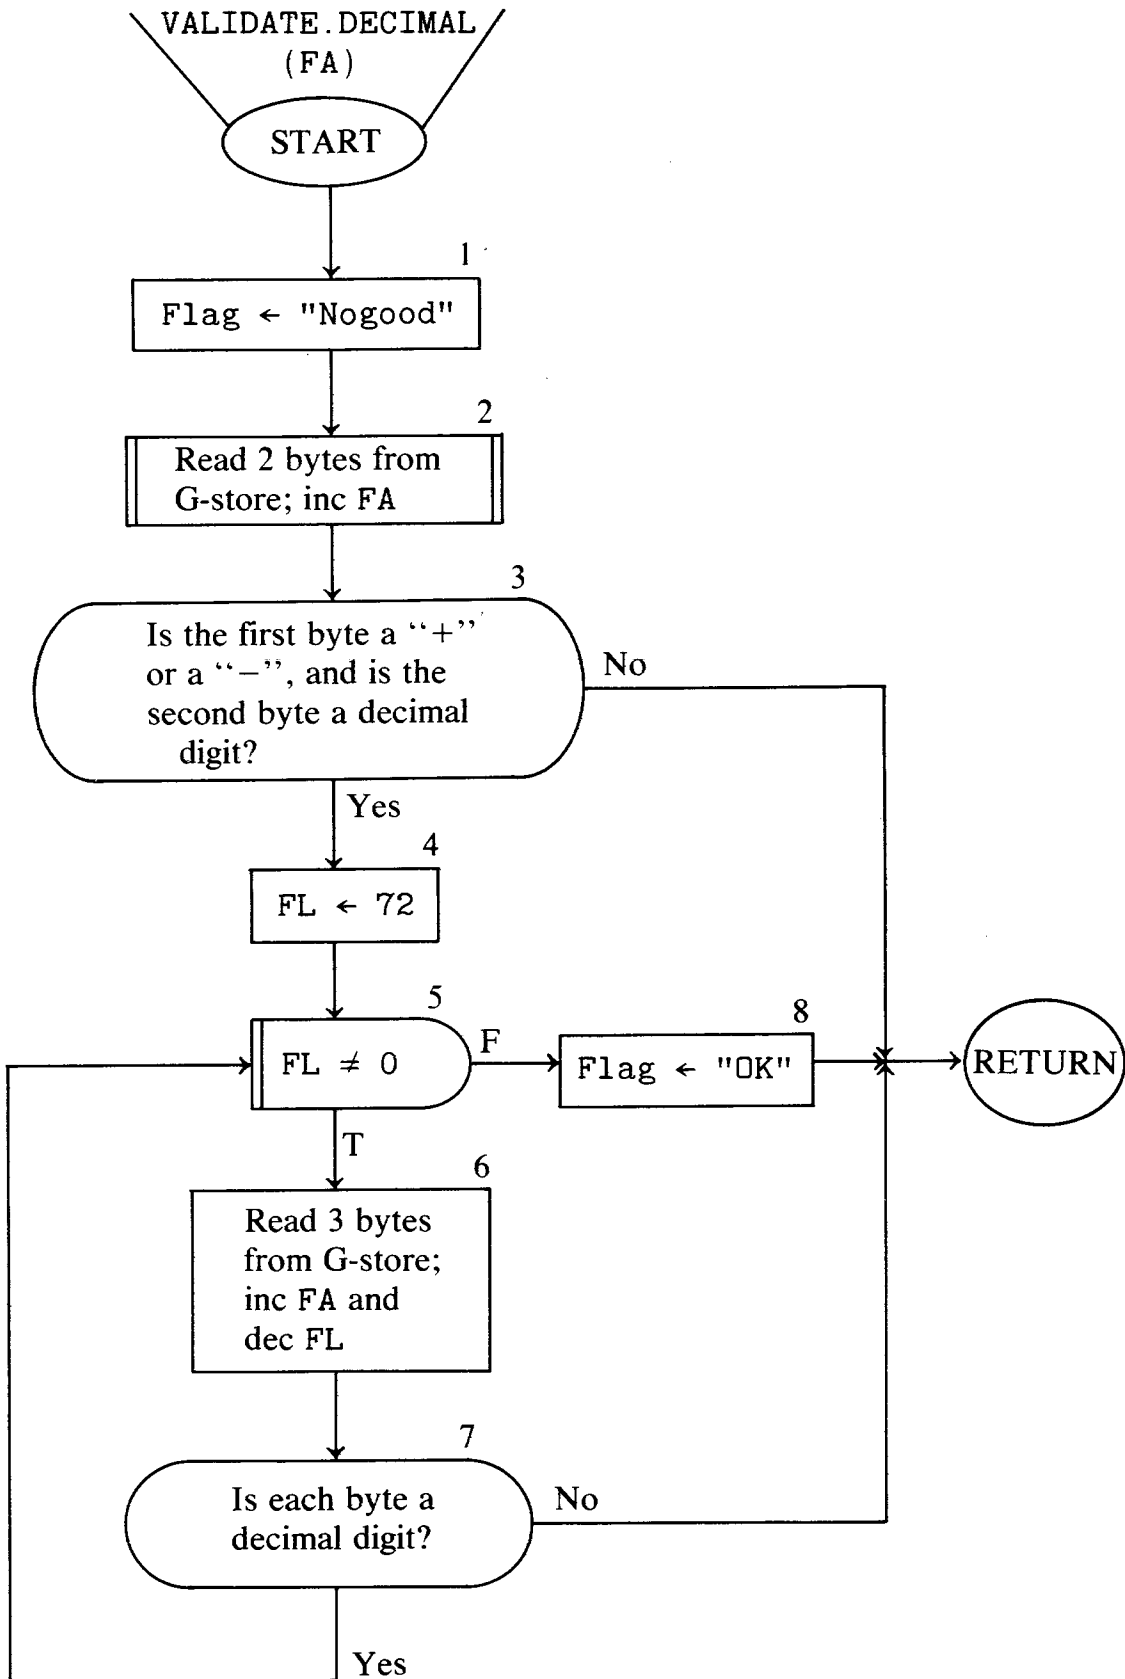 VALIDATE.DECIMAL
(FA)
START
1
Flag ← "Nogood"
2
Read 2 bytes from
G-store; inc FA
3
Is the first byte a “+”
or a “−”, and is the
second byte a decimal
digit?
No
Yes
4
FL ← 72
5
FL ≠ 0
F
8
Flag ← "OK"
RETURN
T
6
Read 3 bytes
from G-store;
inc FA and
dec FL
7
Is each byte a
decimal digit?
No
Yes